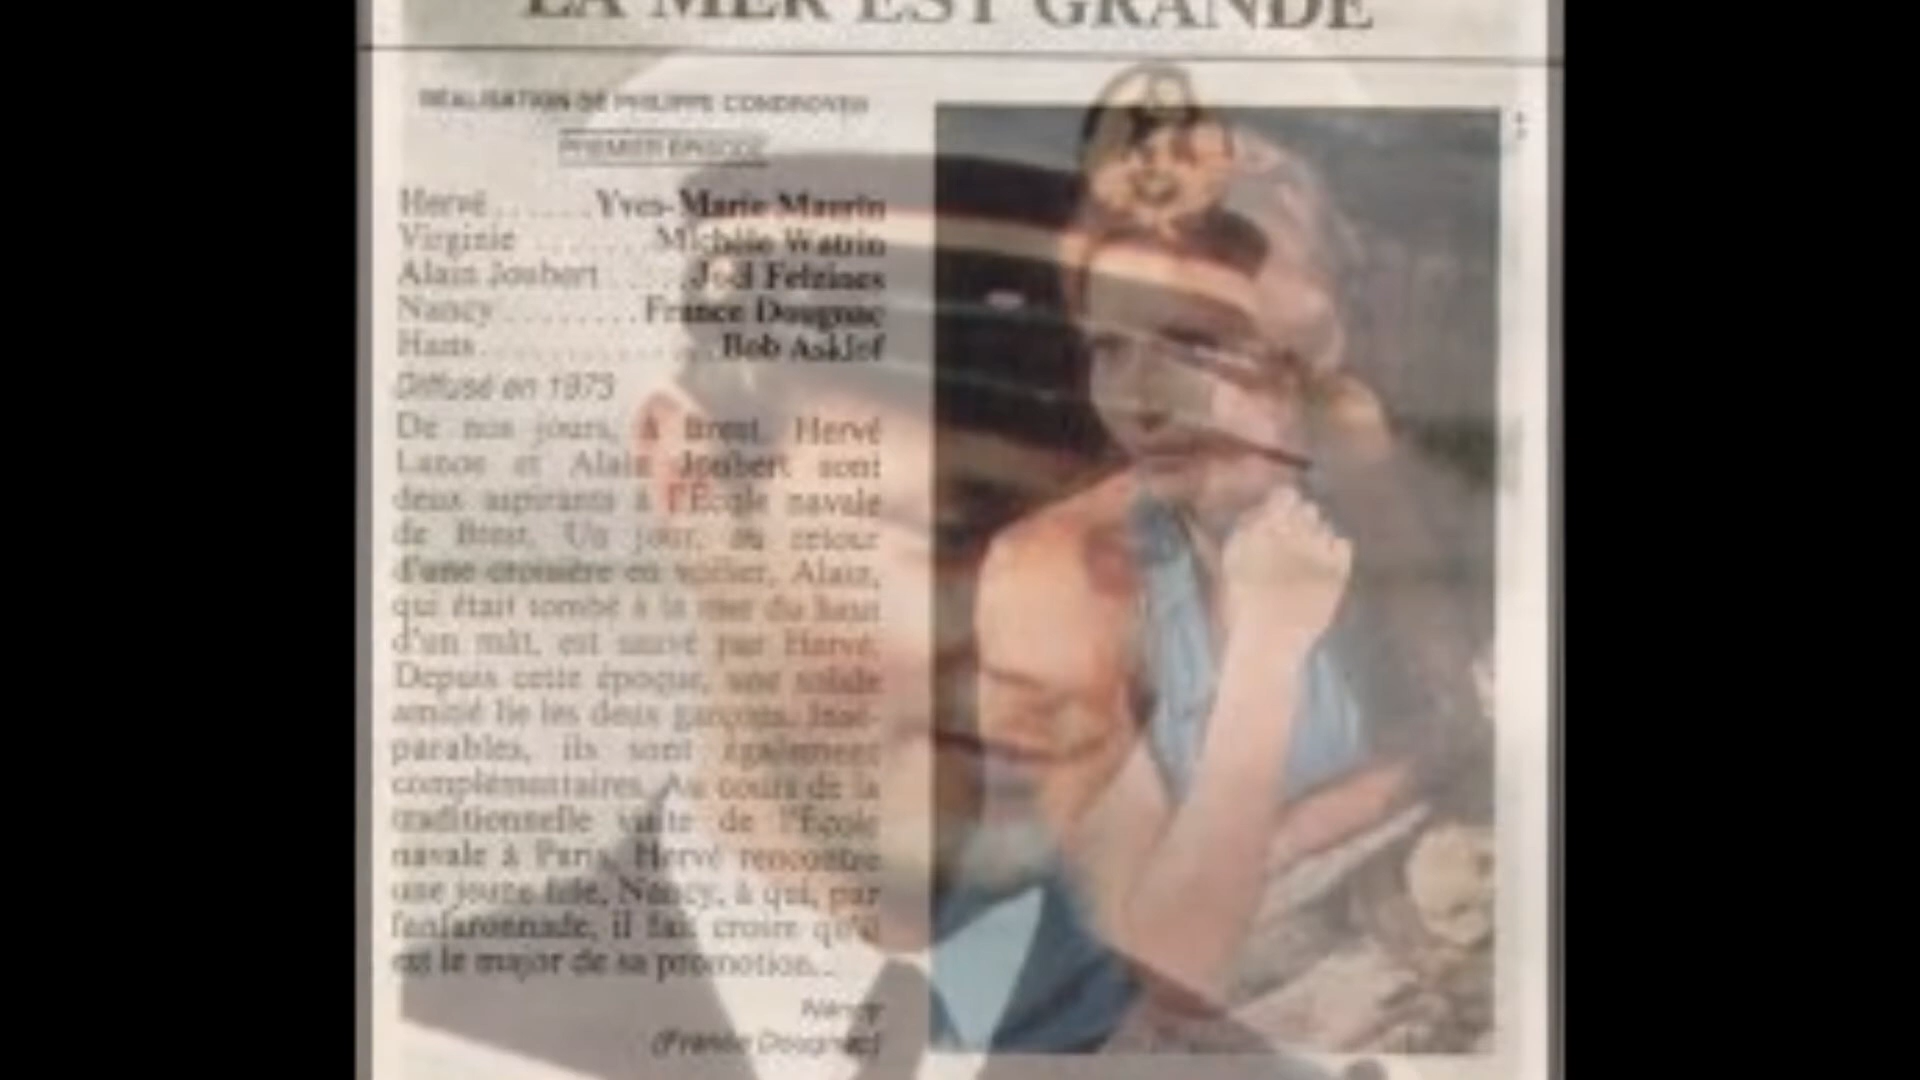 LA MER EST GRANDE
RÉALISATION DE PHILIPPE CONDROYER
PREMIER ÉPISODE
Hervé.......Yves-Marie Maurin
Virginie ........Michèle Watrin
Alain Joubert ......Joël Felzines
Nancy.........France Dougnac
Hans................Bob Asklöf
Diffusé en 1973
De nos jours, à Brest, Hervé
Lanoe et Alain Joubert sont
deux aspirants à l'École navale
de Brest. Un jour, au retour
d'une croisière en voilier, Alain,
qui était tombé à la mer du haut
d'un mât, est sauvé par Hervé.
Depuis cette époque, une solide
amitié lie les deux garçons. Insé-
parables, ils sont également
complémentaires. Au cours de la
traditionnelle visite de l'École
navale à Paris, Hervé rencontre
une jeune fille, Nancy, à qui, par
fanfaronnade, il fait croire qu'il
est le major de sa promotion...
Nancy
(France Dougnac)